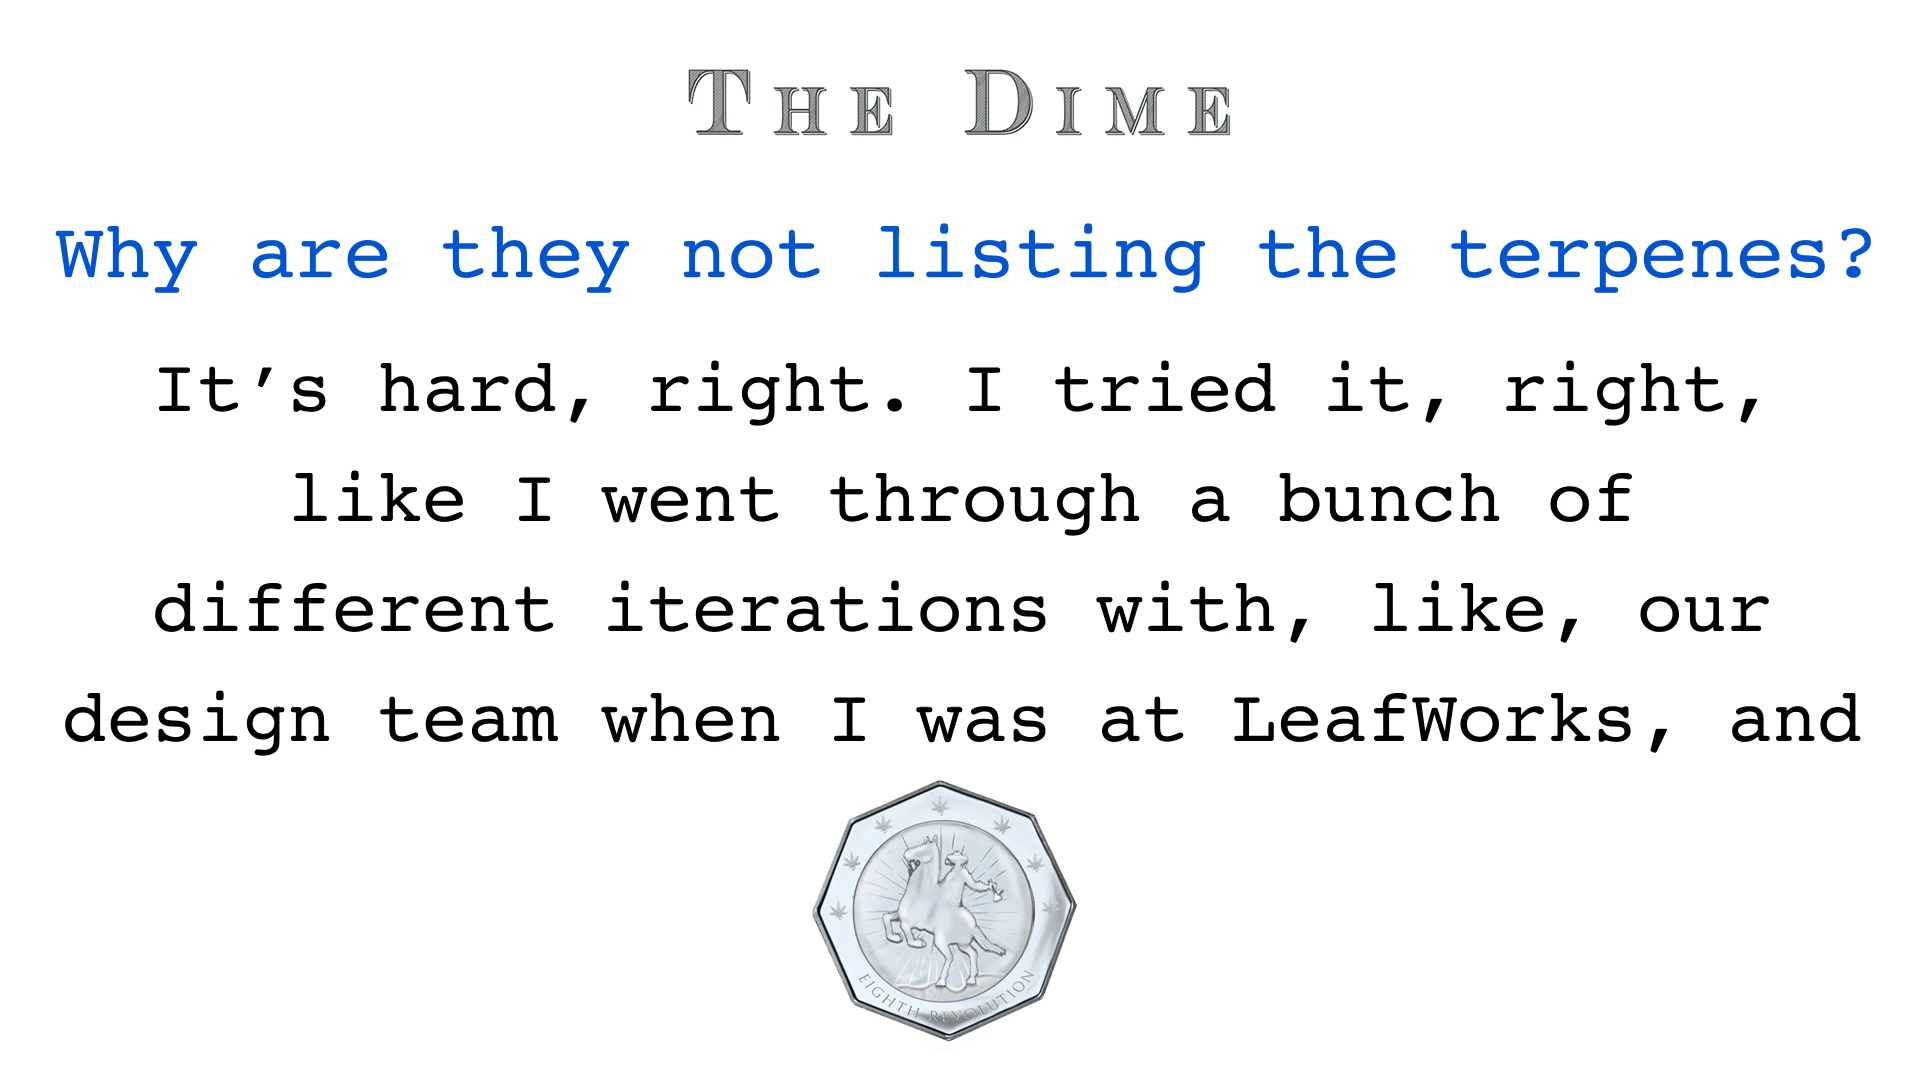 The Dime
Why are they not listing the terpenes?
It’s hard, right. I tried it, right,
like I went through a bunch of
different iterations with, like, our
design team when I was at LeafWorks, and
EIGHTH REVOLUTION